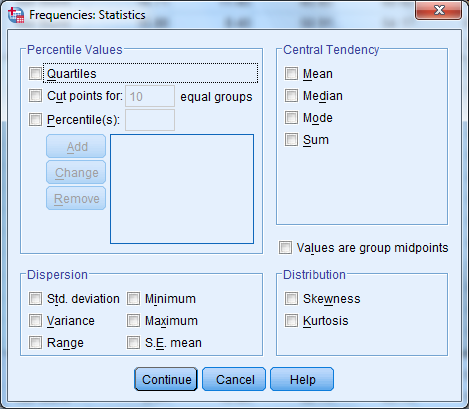 Frequencies: Statistics
Percentile Values
Quartiles
Cut points for: 10 equal groups
Percentile(s):
Add
Change
Remove
Central Tendency
Mean
Median
Mode
Sum
Values are group midpoints
Dispersion
Std. deviation Minimum
Variance Maximum
Range S.E. mean
Distribution
Skewness
Kurtosis
Continue Cancel Help